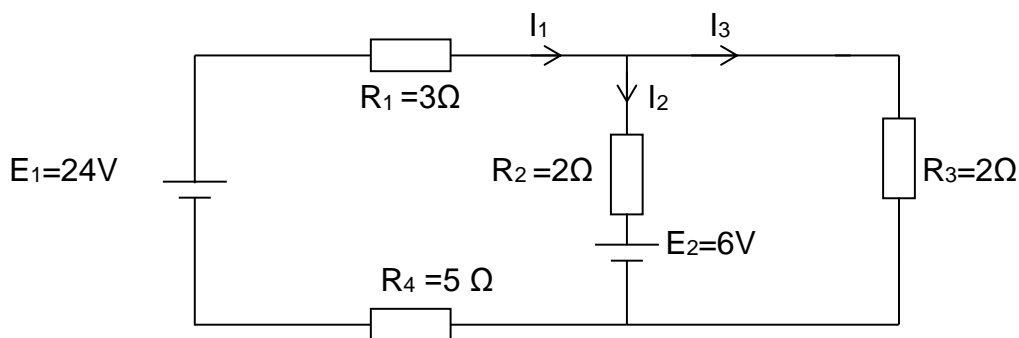 I₁
I₃
R₁ =3Ω
I₂
E₁=24V
R₂ =2Ω
R₃=2Ω
E₂=6V
R₄ =5 Ω